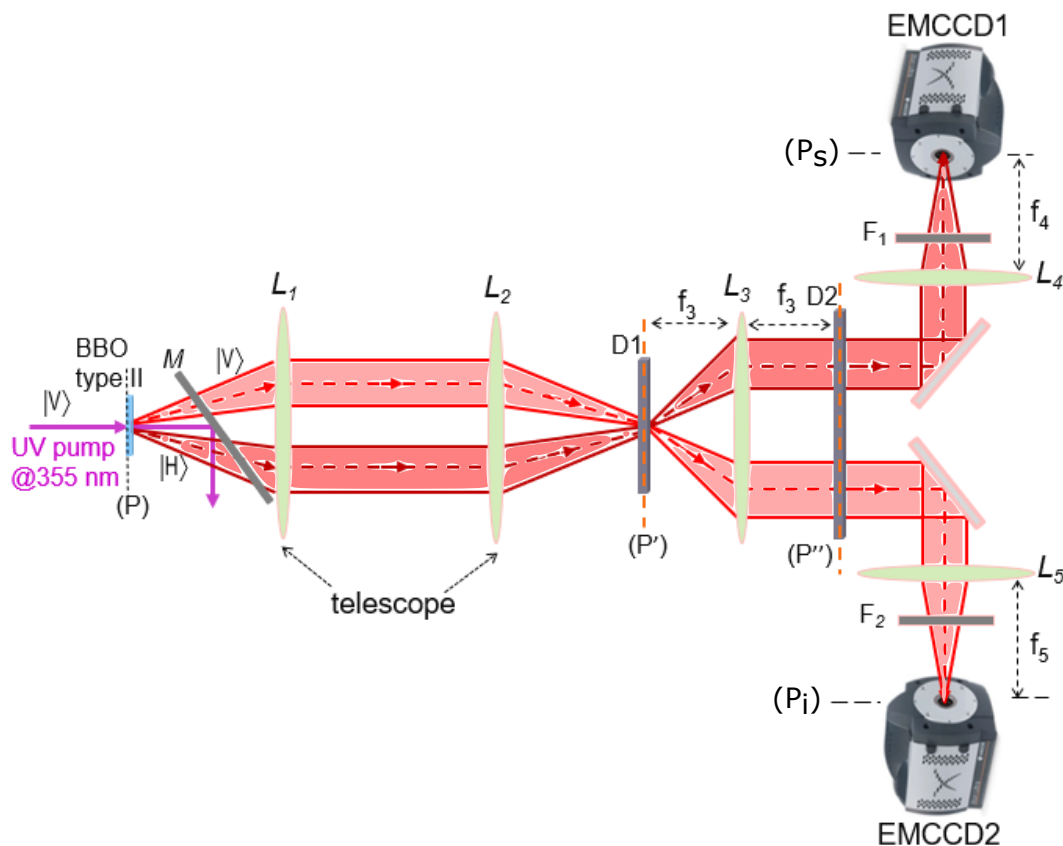 EMCCD1
(Ps)
f4
F1
L4
L1
L2
f3
L3
f3
D2
BBO
type II
M
|V⟩
D1
|V⟩
UV pump
@355 nm
|H⟩
(P)
(P')
(P'')
L5
telescope
F2
f5
(Pi)
EMCCD2